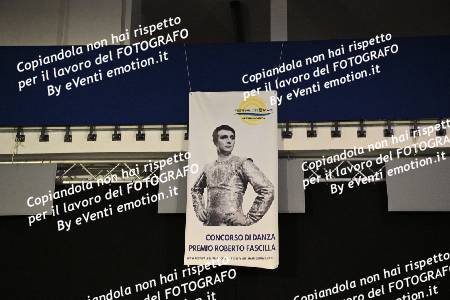 Copiandola non hai rispetto
per il lavoro del FOTOGRAFO
By eVenti emotion.it
Copiandola non hai rispetto
per il lavoro del FOTOGRAFO
By eVenti emotion.it
Copiandola non hai rispetto
per il lavoro del FOTOGRAFO
By eVenti emotion.it
Copiandola non hai rispetto
per il lavoro del FOTOGRAFO
By eVenti emotion.it
CONCORSO DI DANZA
PREMIO ROBERTO FASCILLA
Copiandola non hai rispetto
per il lavoro del FOTOGRAFO
By eVenti emotion.it
Copiandola non hai rispetto
per il lavoro del FOTOGRAFO